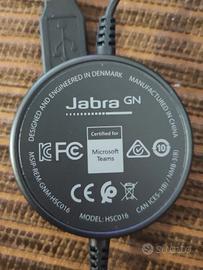 DESIGNED AND ENGINEERED IN DENMARK
MANUFACTURED IN CHINA
Jabra GN
Certified for
Microsoft
Teams
MSIP-REM-GNM-HSC016
MODEL: HSC016
CAN ICES-3(B) / NMB-3(B)
Subito